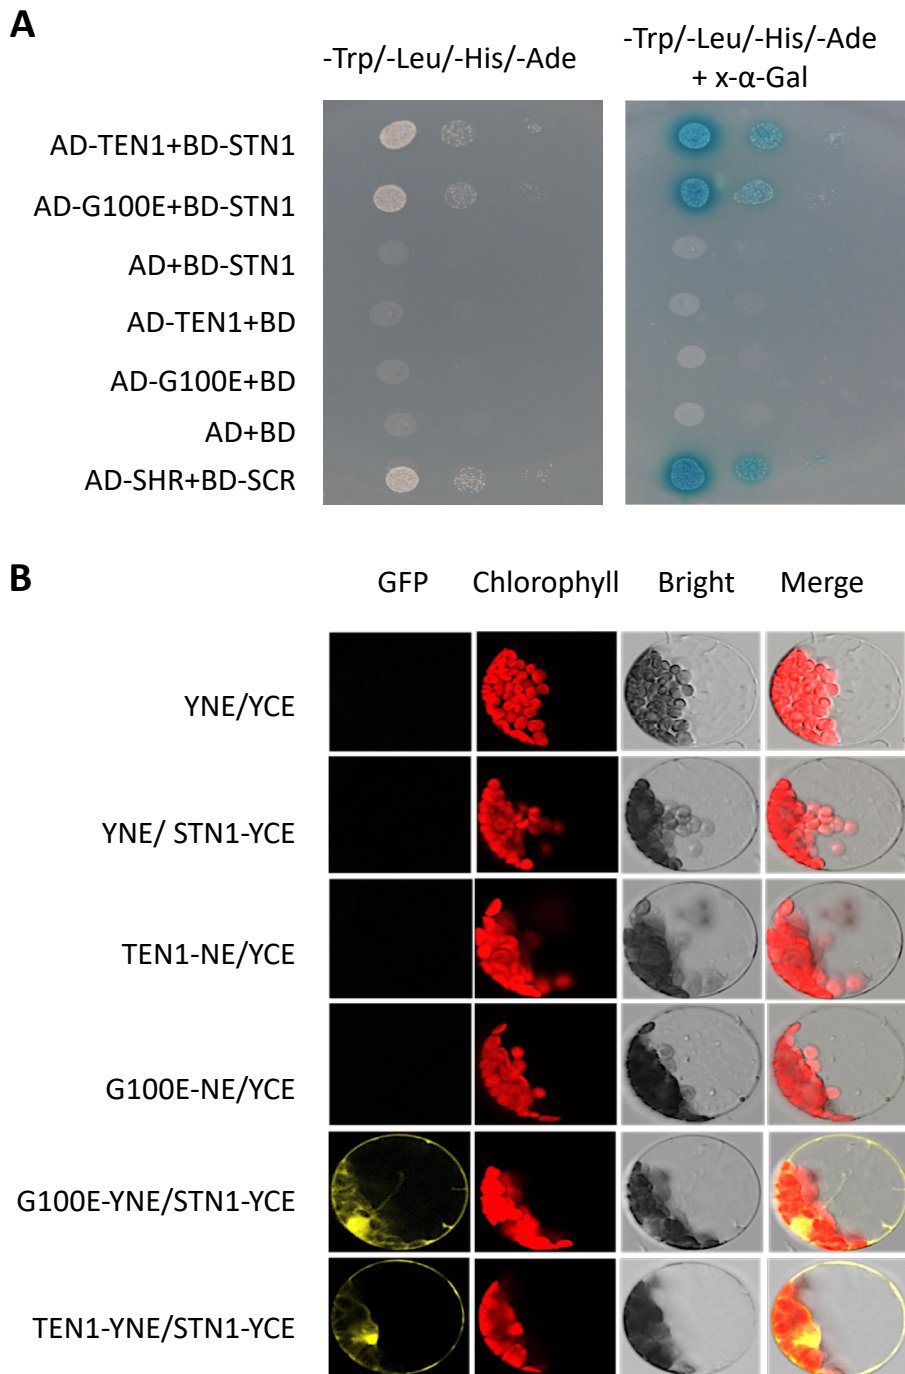 A
-Trp/-Leu/-His/-Ade
-Trp/-Leu/-His/-Ade
+ x-α-Gal
AD-TEN1+BD-STN1
AD-G100E+BD-STN1
AD+BD-STN1
AD-TEN1+BD
AD-G100E+BD
AD+BD
AD-SHR+BD-SCR
B
GFP Chlorophyll Bright Merge
YNE/YCE
YNE/ STN1-YCE
TEN1-NE/YCE
G100E-NE/YCE
G100E-YNE/STN1-YCE
TEN1-YNE/STN1-YCE